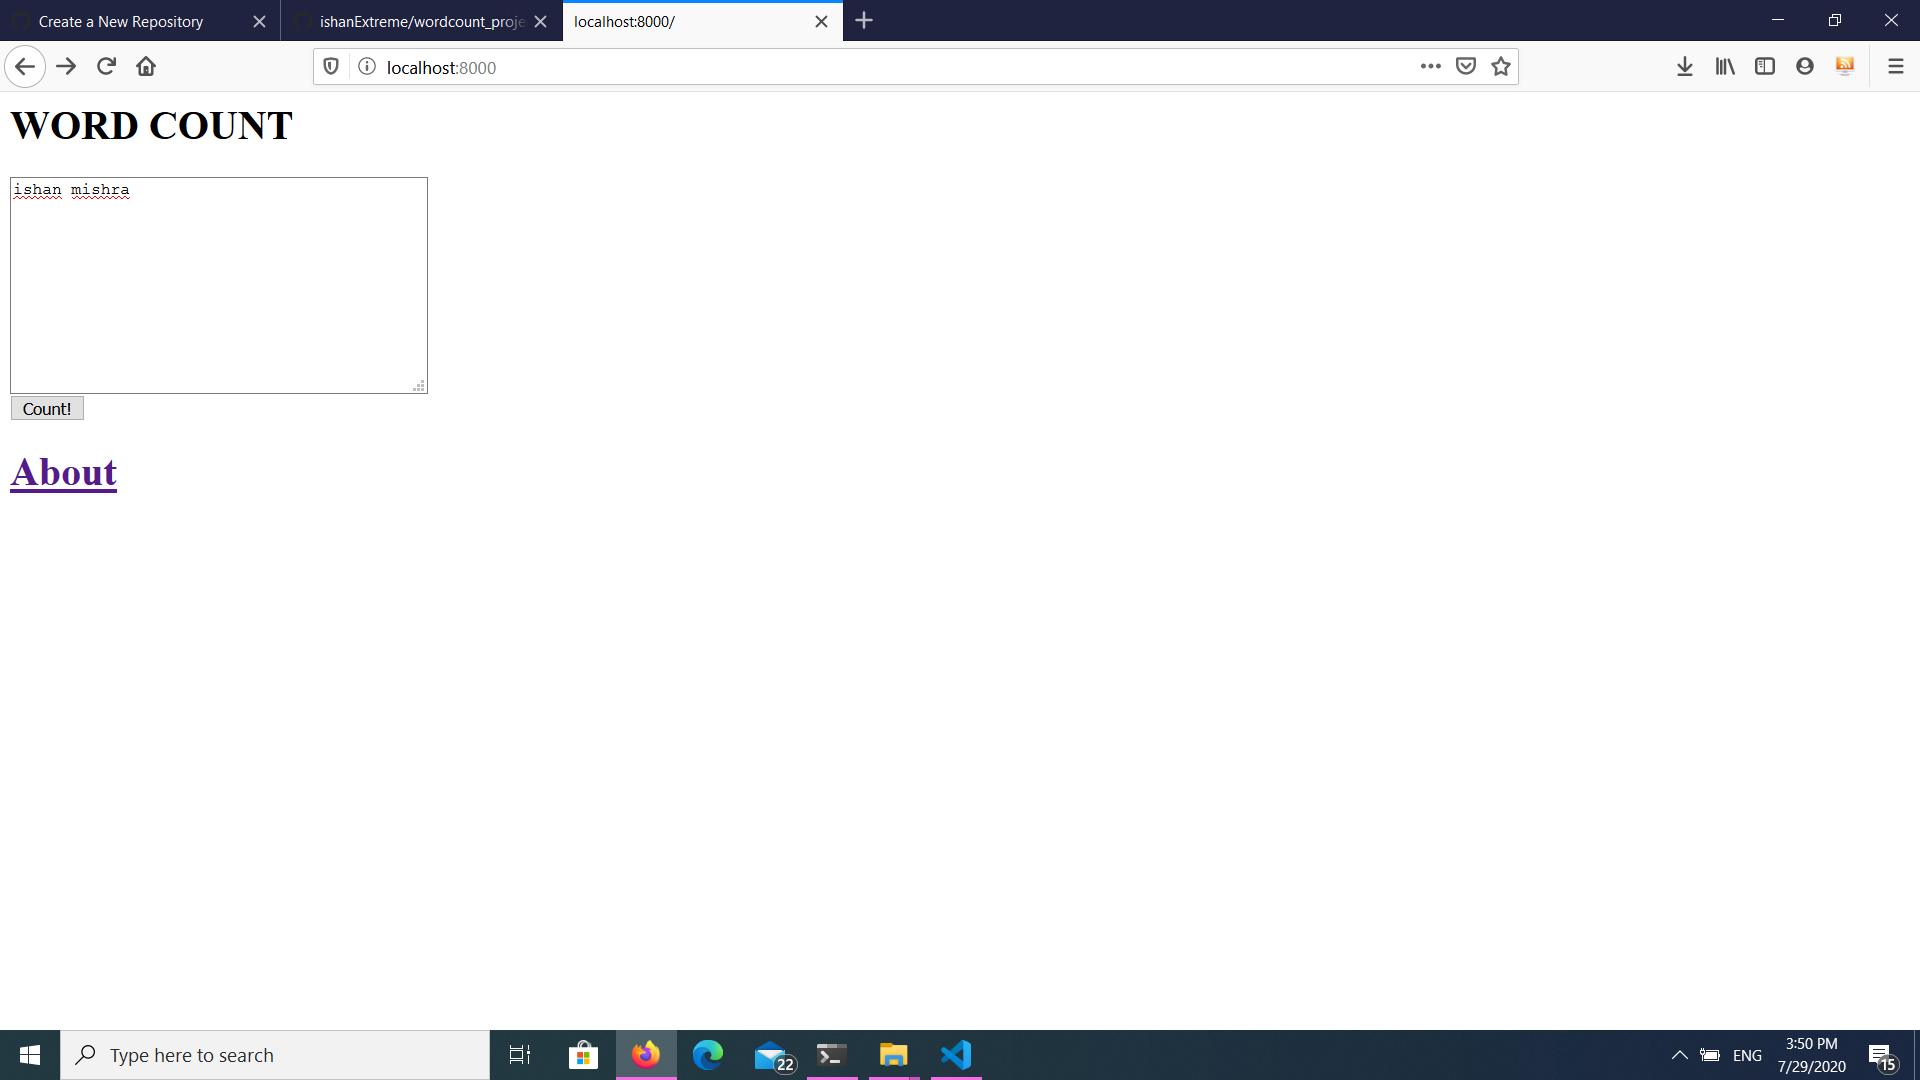 Create a New Repository
ishanExtreme/wordcount_proje
localhost:8000/
localhost:8000
WORD COUNT
ishan mishra
Count!
About
Type here to search
22
ENG
3:50 PM
7/29/2020
15